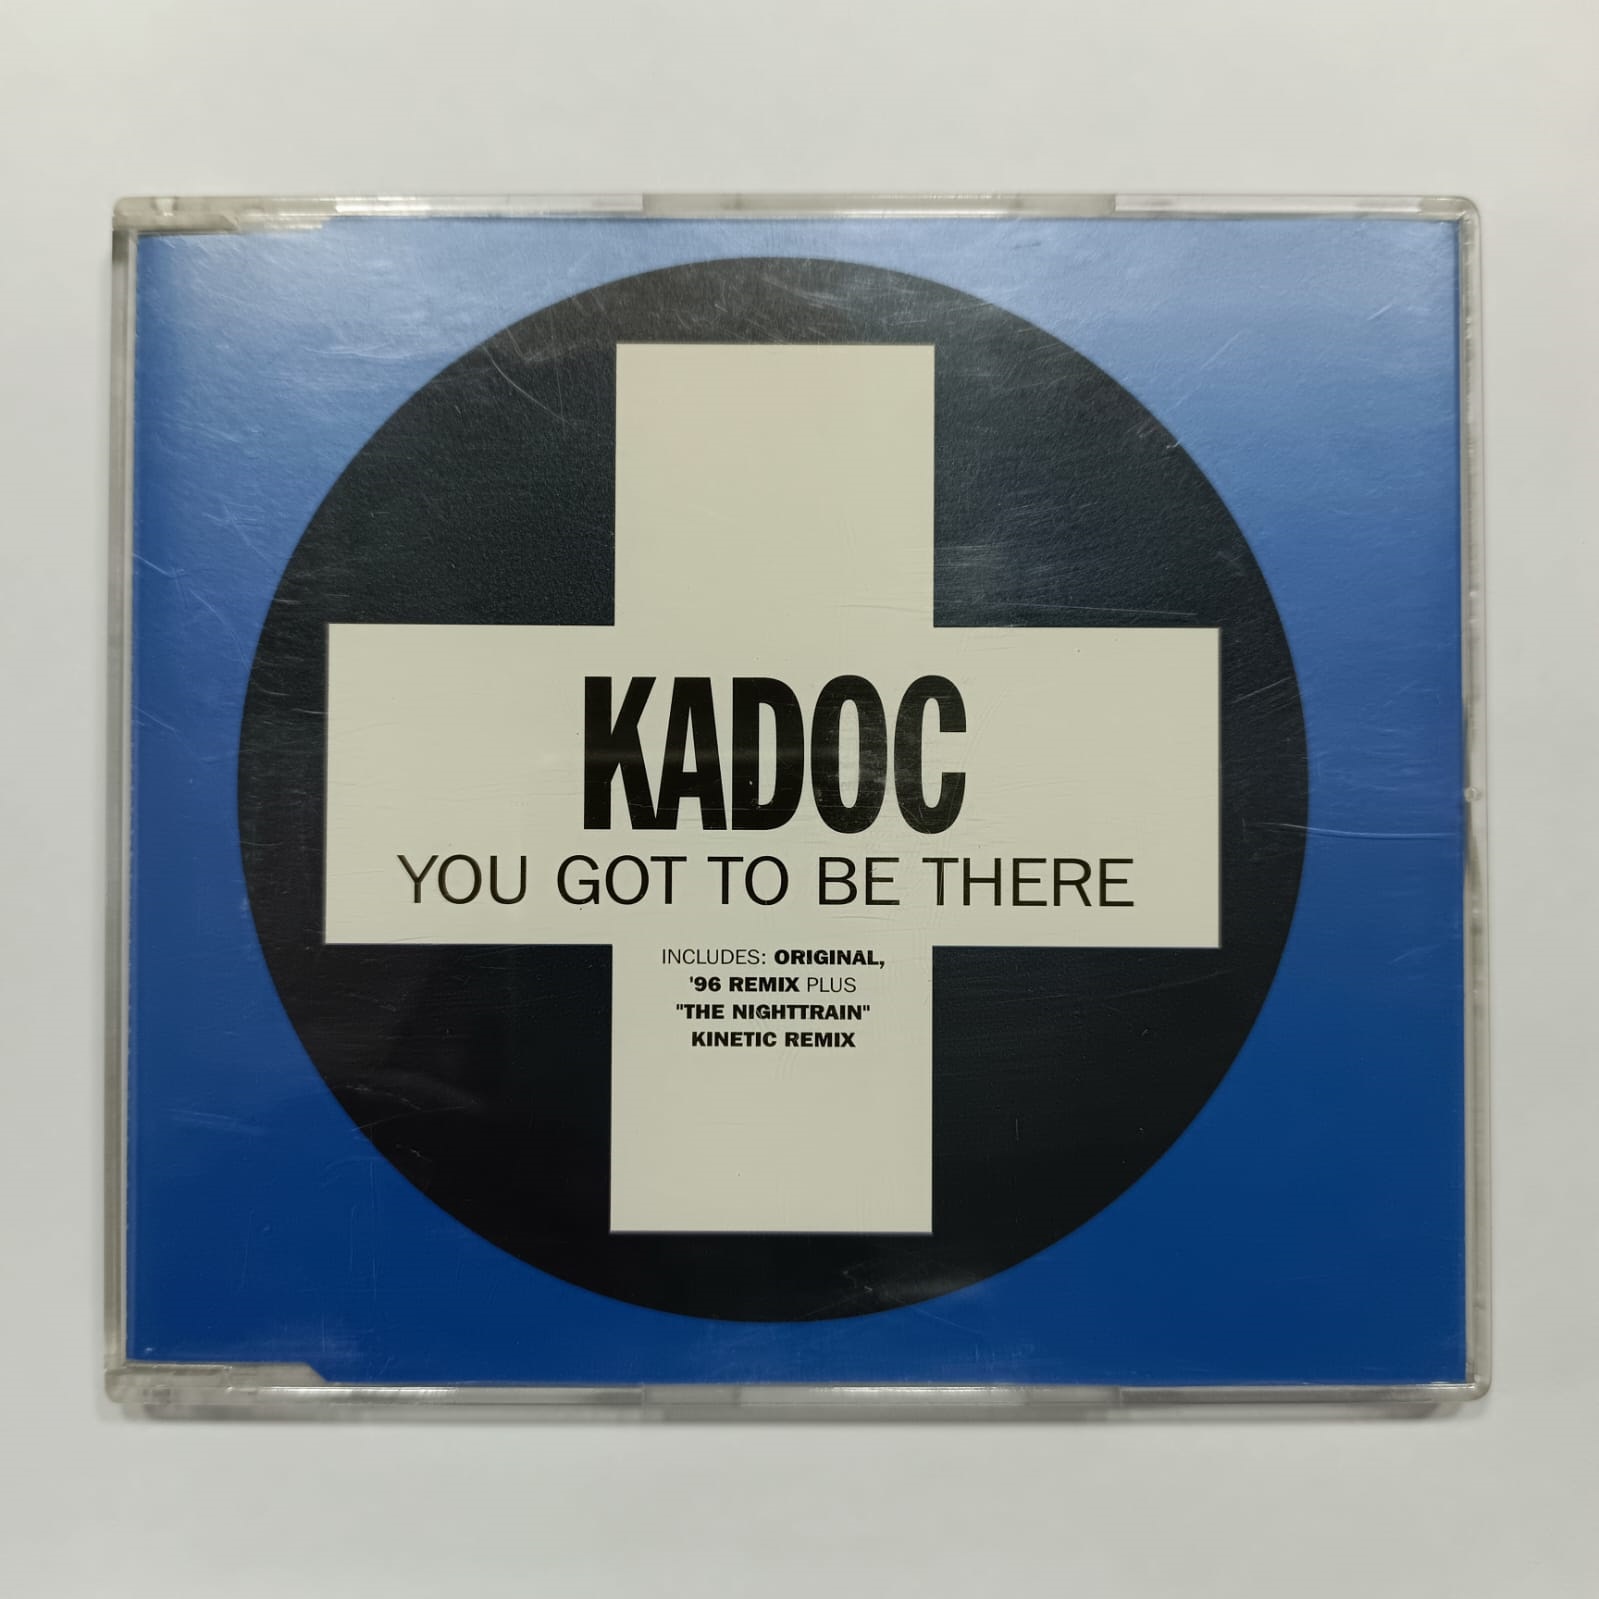 KADOC
YOU GOT TO BE THERE
INCLUDES: ORIGINAL,
'96 REMIX PLUS
"THE NIGHTTRAIN"
KINETIC REMIX